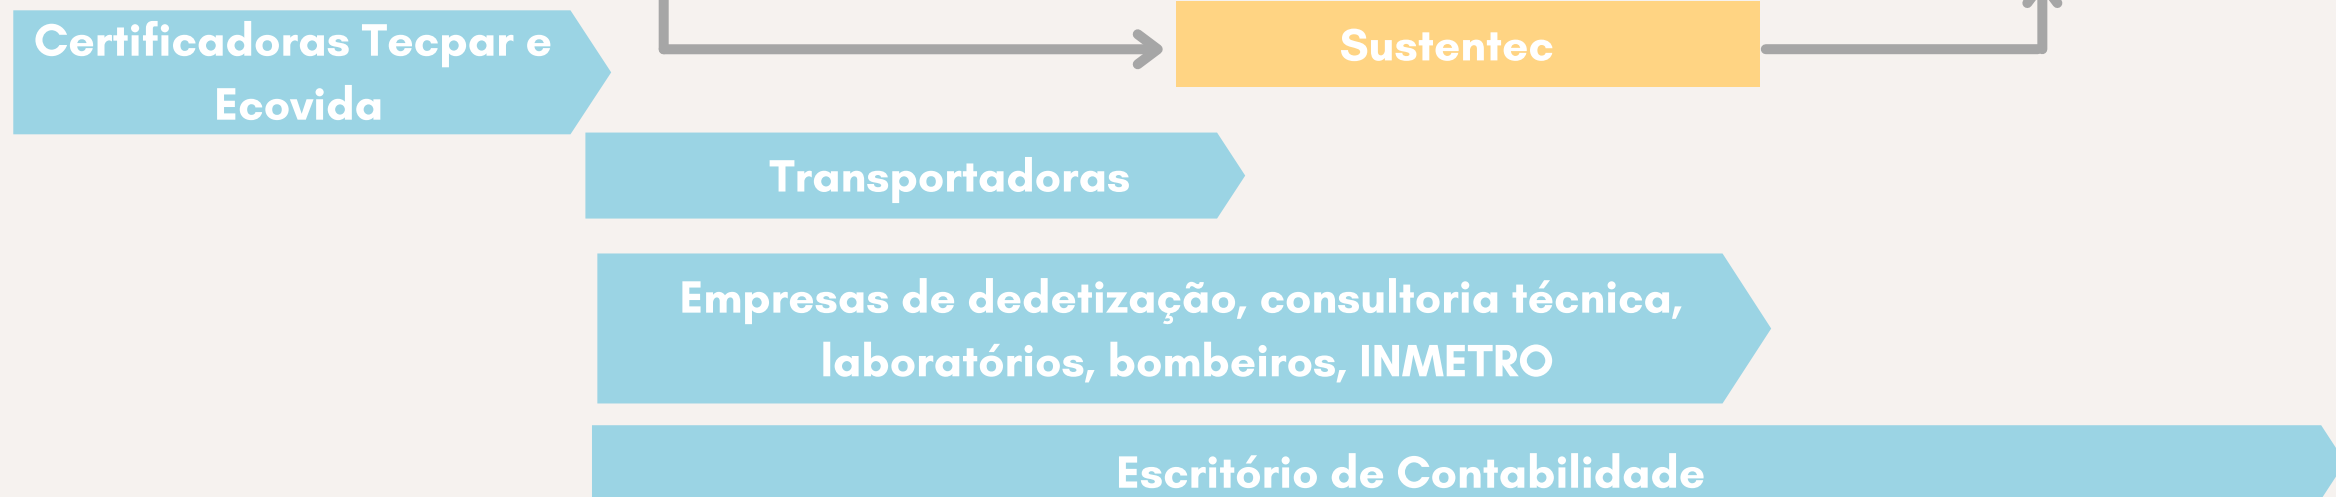 Certificadoras Tecpar e
Ecovida
Sustentec
Transportadoras
Empresas de dedetização, consultoria técnica,
laboratórios, bombeiros, INMETRO
Escritório de Contabilidade